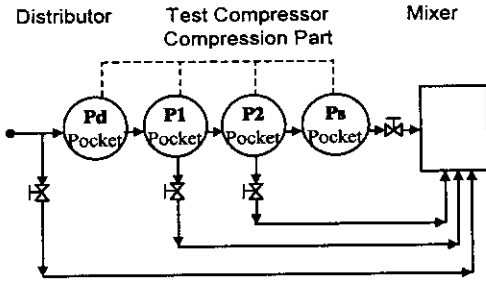 Distributor
Test Compressor
Compression Part
Mixer
Pd
Pocket
P1
Pocket
P2
Pocket
Ps
Pocket